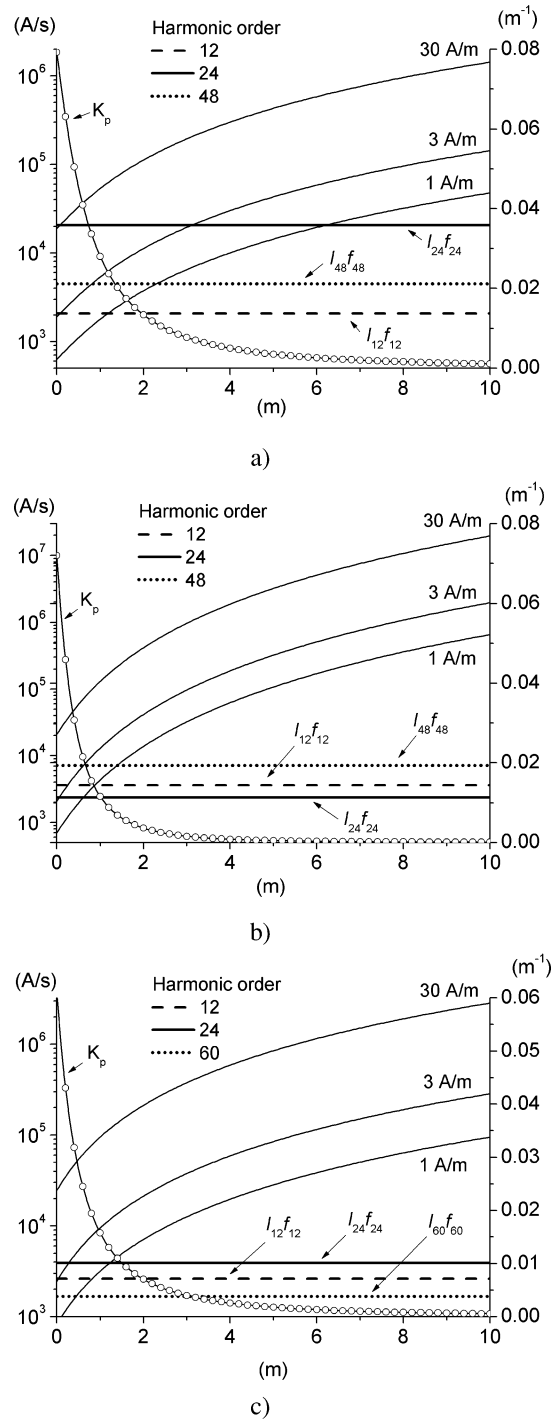 (A/s) Harmonic order (m⁻¹)
12
24
48
10⁶
10⁵
10⁴
10³
0.08
0.06
0.04
0.02
0.00
Kₚ
30 A/m
3 A/m
1 A/m
I₂₄f₂₄
I₄₈f₄₈
I₁₂f₁₂
0 2 4 6 8 10
(m)
a)
(A/s) Harmonic order (m⁻¹)
12
24
48
10⁷
10⁶
10⁵
10⁴
10³
0.08
0.06
0.04
0.02
0.00
Kₚ
30 A/m
3 A/m
1 A/m
I₁₂f₁₂
I₄₈f₄₈
I₂₄f₂₄
0 2 4 6 8 10
(m)
b)
(A/s) Harmonic order (m⁻¹)
12
24
60
10⁶
10⁵
10⁴
10³
0.06
0.05
0.04
0.03
0.02
0.01
0.00
Kₚ
30 A/m
3 A/m
1 A/m
I₁₂f₁₂
I₂₄f₂₄
I₆₀f₆₀
0 2 4 6 8 10
(m)
c)